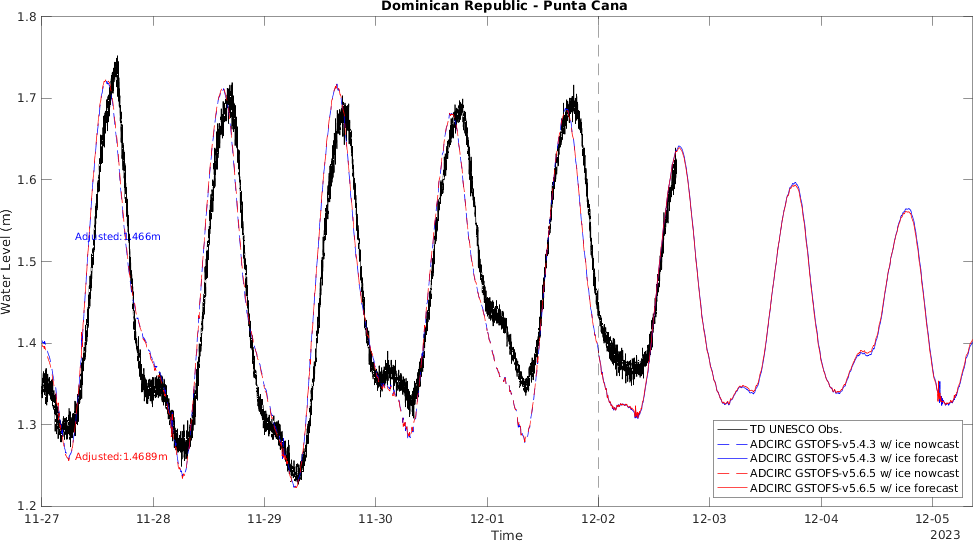 Dominican Republic - Punta Cana
1.8
1.7
1.6
1.5
1.4
1.3
1.2
Water Level (m)
Adjusted:1.466m
Adjusted:1.4689m
TD UNESCO Obs.
ADCIRC GSTOFS-v5.4.3 w/ ice nowcast
ADCIRC GSTOFS-v5.4.3 w/ ice forecast
ADCIRC GSTOFS-v5.6.5 w/ ice nowcast
ADCIRC GSTOFS-v5.6.5 w/ ice forecast
11-27 11-28 11-29 11-30 12-01 12-02 12-03 12-04 12-05
Time 2023